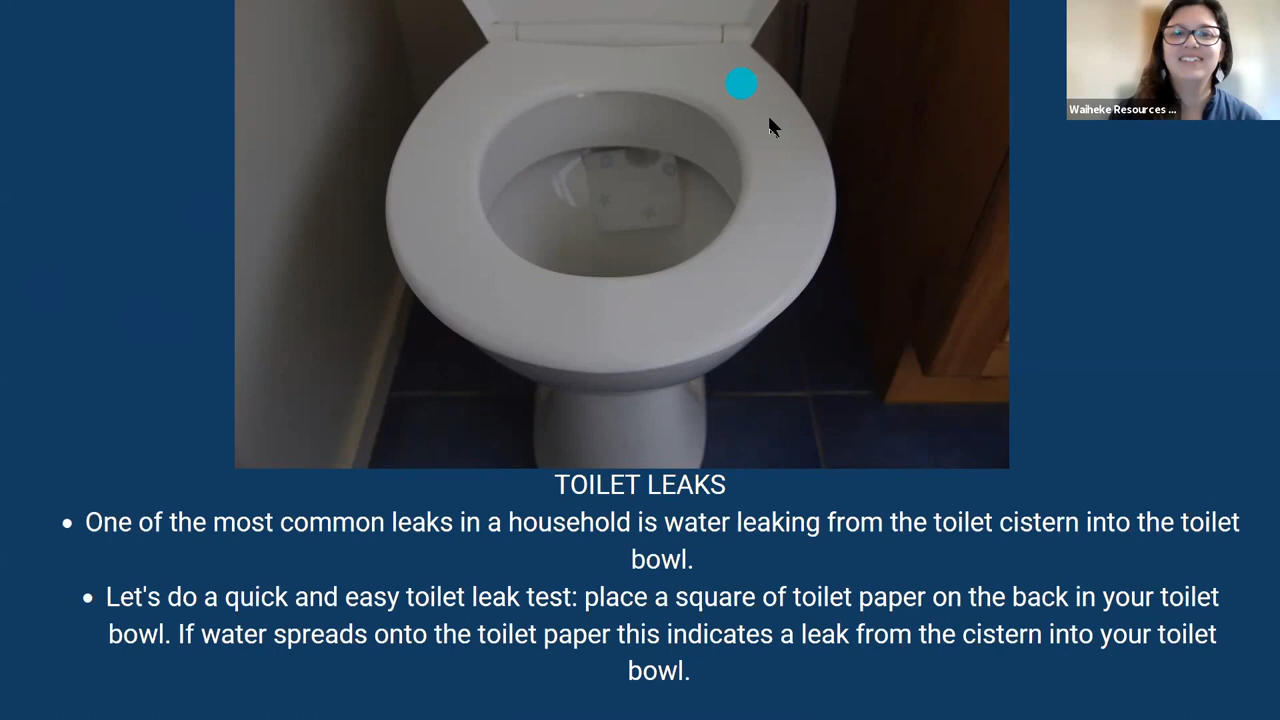 Waiheke Resources ...
TOILET LEAKS
• One of the most common leaks in a household is water leaking from the toilet cistern into the toilet
bowl.
• Let's do a quick and easy toilet leak test: place a square of toilet paper on the back in your toilet
bowl. If water spreads onto the toilet paper this indicates a leak from the cistern into your toilet
bowl.